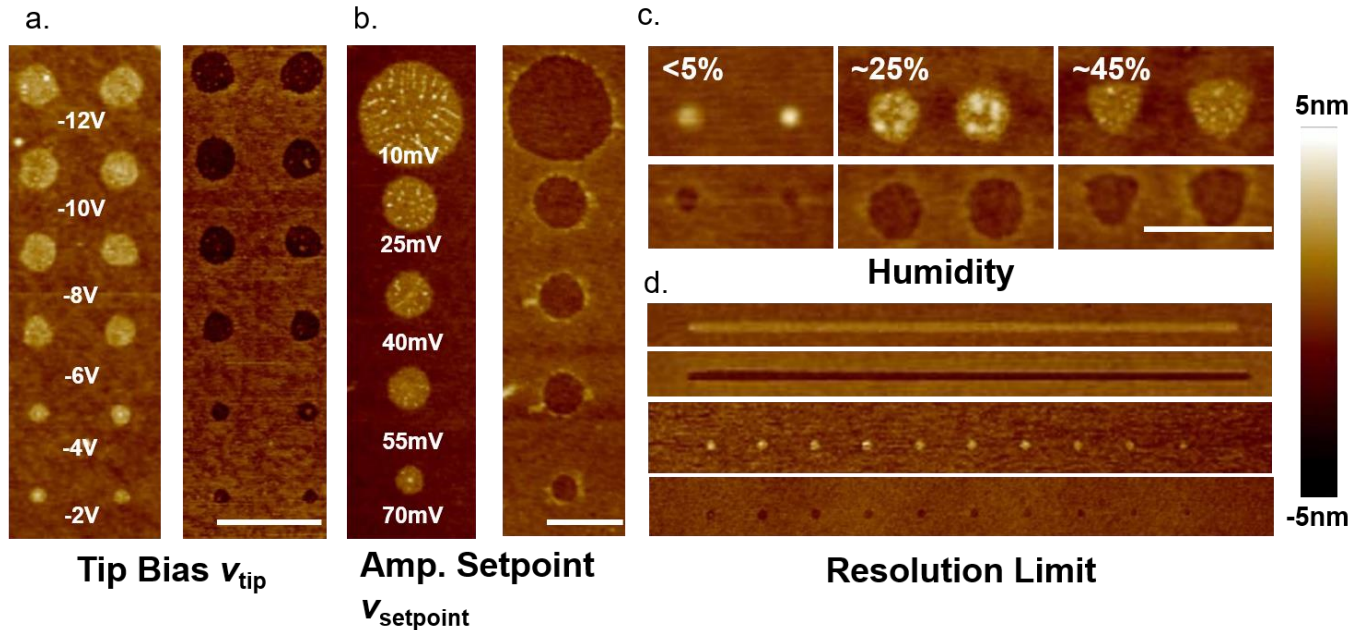 a.
-12V
-10V
-8V
-6V
-4V
-2V
Tip Bias vtip
b.
10mV
25mV
40mV
55mV
70mV
Amp. Setpoint
vsetpoint
c.
<5%
~25%
~45%
Humidity
d.
Resolution Limit
5nm
-5nm